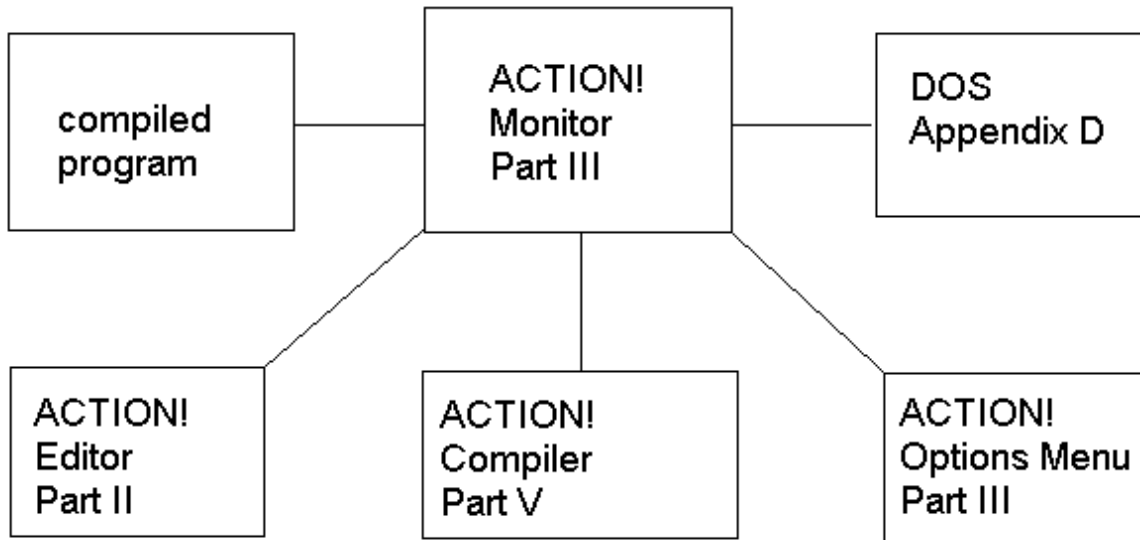 compiled
program
ACTION!
Monitor
Part III
DOS
Appendix D
ACTION!
Editor
Part II
ACTION!
Compiler
Part V
ACTION!
Options Menu
Part III